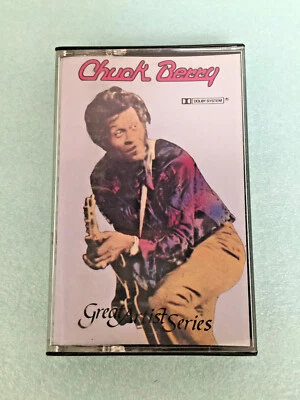 Chuck Berry
DOLBY SYSTEM ®
Great Artist Series